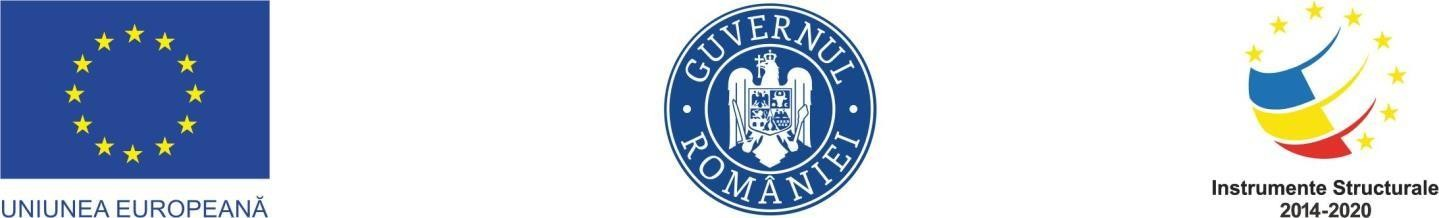 UNIUNEA EUROPEANĂ
GUVERNUL
ROMÂNIEI
Instrumente Structurale
2014-2020